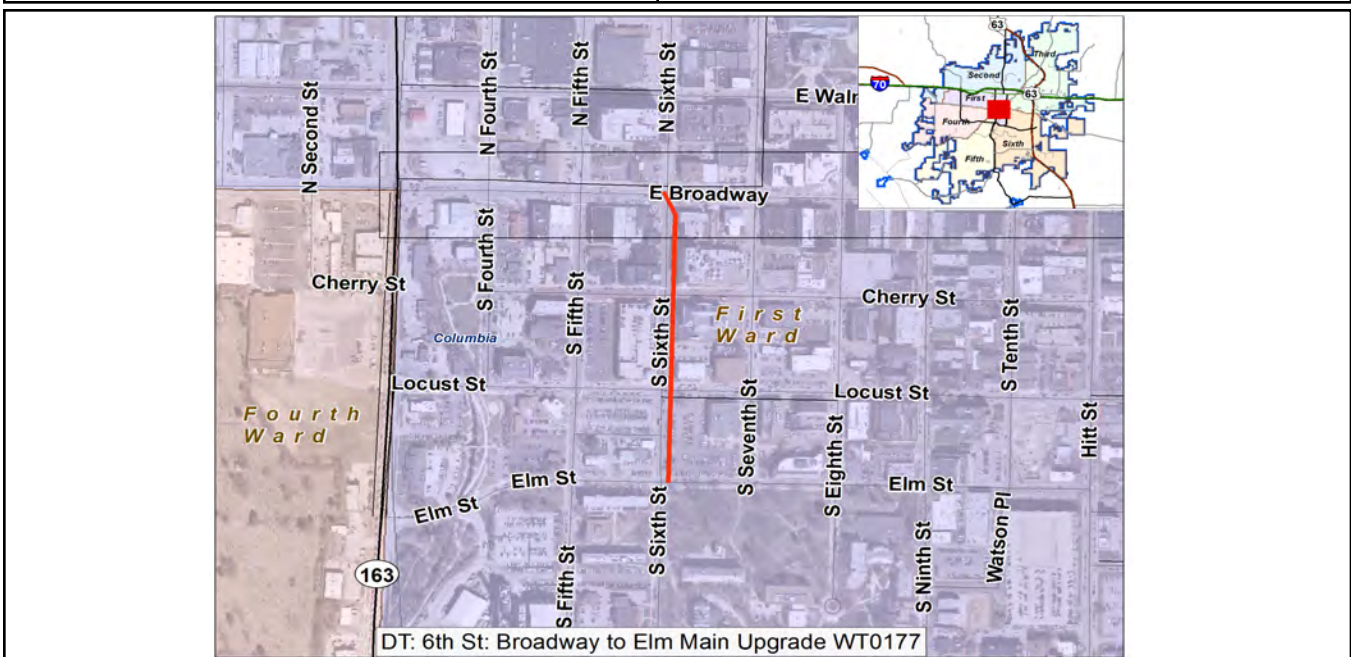 63
Third
Second
70
63
First
Fourth
Sixth
Fifth
E Waln
N Second St
N Fourth St
N Fifth St
N Sixth St
E Broadway
Cherry St
S Fourth St
S Fifth St
S Sixth St
First
Ward
Cherry St
S Tenth St
Columbia
Locust St
Locust St
Fourth
Ward
S Seventh St
S Eighth St
Hitt St
Elm St
Elm St
Elm St
S Fifth St
S Sixth St
S Ninth St
Watson Pl
163
DT: 6th St: Broadway to Elm Main Upgrade WT0177